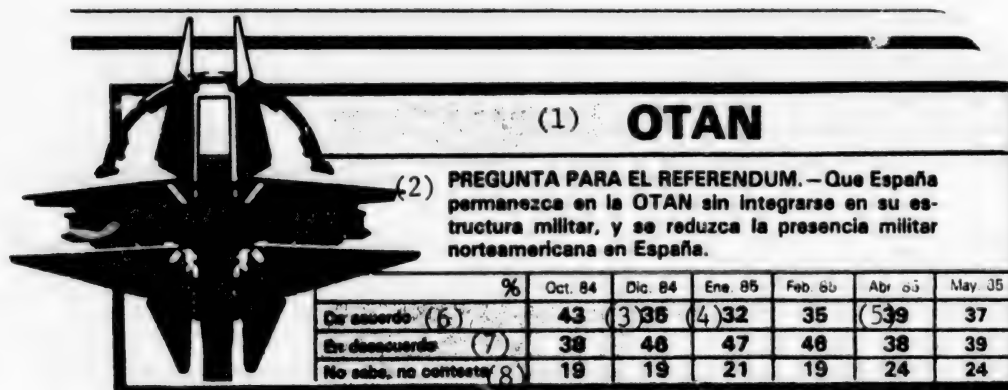 (1) OTAN
(2) PREGUNTA PARA EL REFERENDUM. — Que España
permanezca en la OTAN sin integrarse en su es-
tructura militar, y se reduzca la presencia militar
norteamericana en España.
% Oct. 84 Dic. 84 Ene. 85 Feb. 85 Abr 85 May. 85
De acuerdo (6) 43 (3) 35 (4) 32 35 (5) 39 37
En desacuerdo (7) 38 46 47 46 38 39
No sabe, no contesta (8) 19 19 21 19 24 24